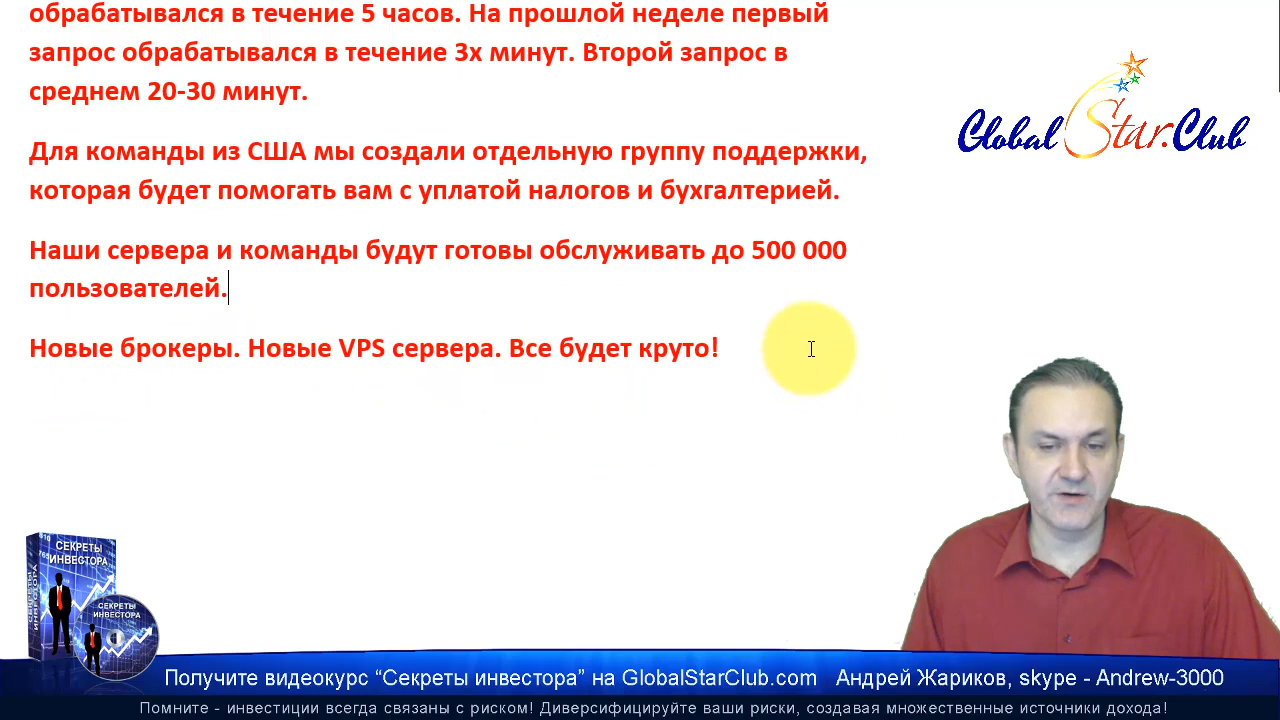 обрабатывался в течение 5 часов. На прошлой неделе первый
запрос обрабатывался в течение 3х минут. Второй запрос в
среднем 20-30 минут.
Для команды из США мы создали отдельную группу поддержки,
которая будет помогать вам с уплатой налогов и бухгалтерией.
Наши сервера и команды будут готовы обслуживать до 500 000
пользователей.
Новые брокеры. Новые VPS сервера. Все будет круто!
Global Star.Club
СЕКРЕТЫ
ИНВЕСТОРА
СЕКРЕТЫ
ИНВЕСТОРА
СЕКРЕТЫ
ИНВЕСТОРА
Получите видеокурс “Секреты инвестора” на GlobalStarClub.com Андрей Жариков, skype - Andrew-3000
Помните - инвестиции всегда связаны с риском! Диверсифицируйте ваши риски, создавая множественные источники дохода!